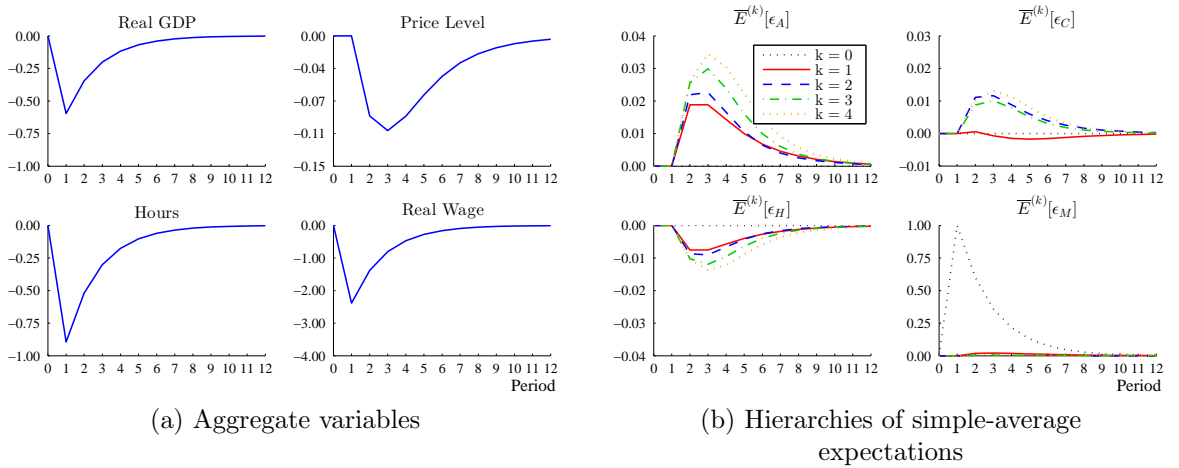 Real GDP
0.00
−0.25
−0.50
−0.75
−1.00
0 1 2 3 4 5 6 7 8 9 10 11 12
Price Level
0.00
−0.04
−0.07
−0.11
−0.15
0 1 2 3 4 5 6 7 8 9 10 11 12
Hours
0.00
−0.25
−0.50
−0.75
−1.00
0 1 2 3 4 5 6 7 8 9 10 11 12
Real Wage
0.00
−1.00
−2.00
−3.00
−4.00
0 1 2 3 4 5 6 7 8 9 10 11 12
Period
(a) Aggregate variables
E̅^(k)[ϵ_A]
0.04
0.03
0.02
0.01
0.00
0 1 2 3 4 5 6 7 8 9 10 11 12
k = 0
k = 1
k = 2
k = 3
k = 4
E̅^(k)[ϵ_C]
0.03
0.02
0.01
0.00
−0.01
0 1 2 3 4 5 6 7 8 9 10 11 12
E̅^(k)[ϵ_H]
0.00
−0.01
−0.02
−0.03
−0.04
0 1 2 3 4 5 6 7 8 9 10 11 12
E̅^(k)[ϵ_M]
1.00
0.75
0.50
0.25
0.00
0 1 2 3 4 5 6 7 8 9 10 11 12
Period
(b) Hierarchies of simple-average
expectations